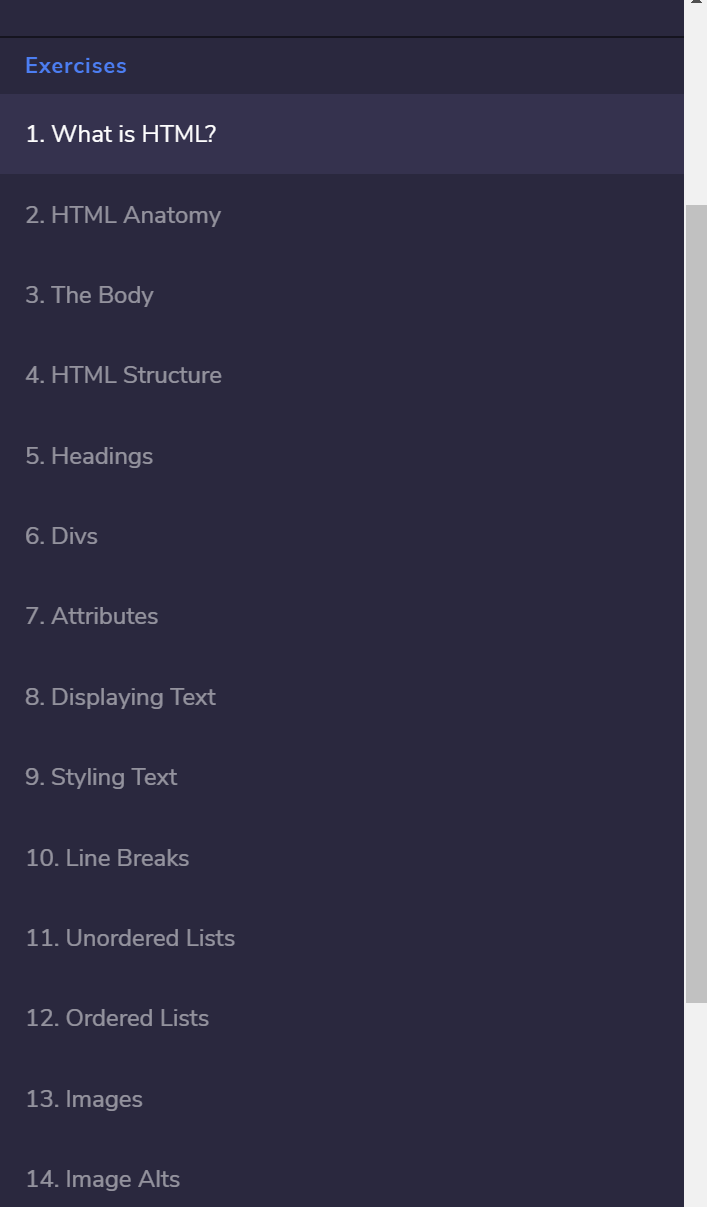 Exercises
1. What is HTML?
2. HTML Anatomy
3. The Body
4. HTML Structure
5. Headings
6. Divs
7. Attributes
8. Displaying Text
9. Styling Text
10. Line Breaks
11. Unordered Lists
12. Ordered Lists
13. Images
14. Image Alts